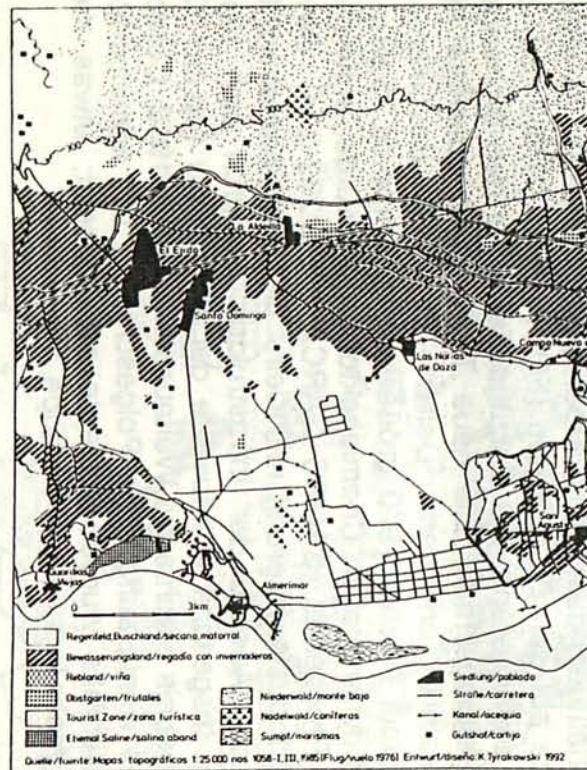 El Ejido
La Aldeilla
Santo Domingo
Las Norias
de Daza
Campo Nuevo
San
Agustín
Guardias
Viejas
Almerimar
0 3km
Regenfeld, Buschland/secano, matorral
Bewässerungsland/regadío con invernaderos
Rebland/viña
Obstgarten/frutales
Tourist Zone/zona turística
Ehemal Saline/salina aband
Niederwald/monte bajo
Nadelwald/coníferas
Sumpf/marismas
Siedlung/poblado
Straße/carretera
Kanal/acequia
Gutshof/cortijo
Quelle/fuente: Mapas topográficos 1:25 000 nos 1058-I, III, 1985 (Flug/vuelo 1976) Entwurf/diseño: K. Tyrakowski 1992